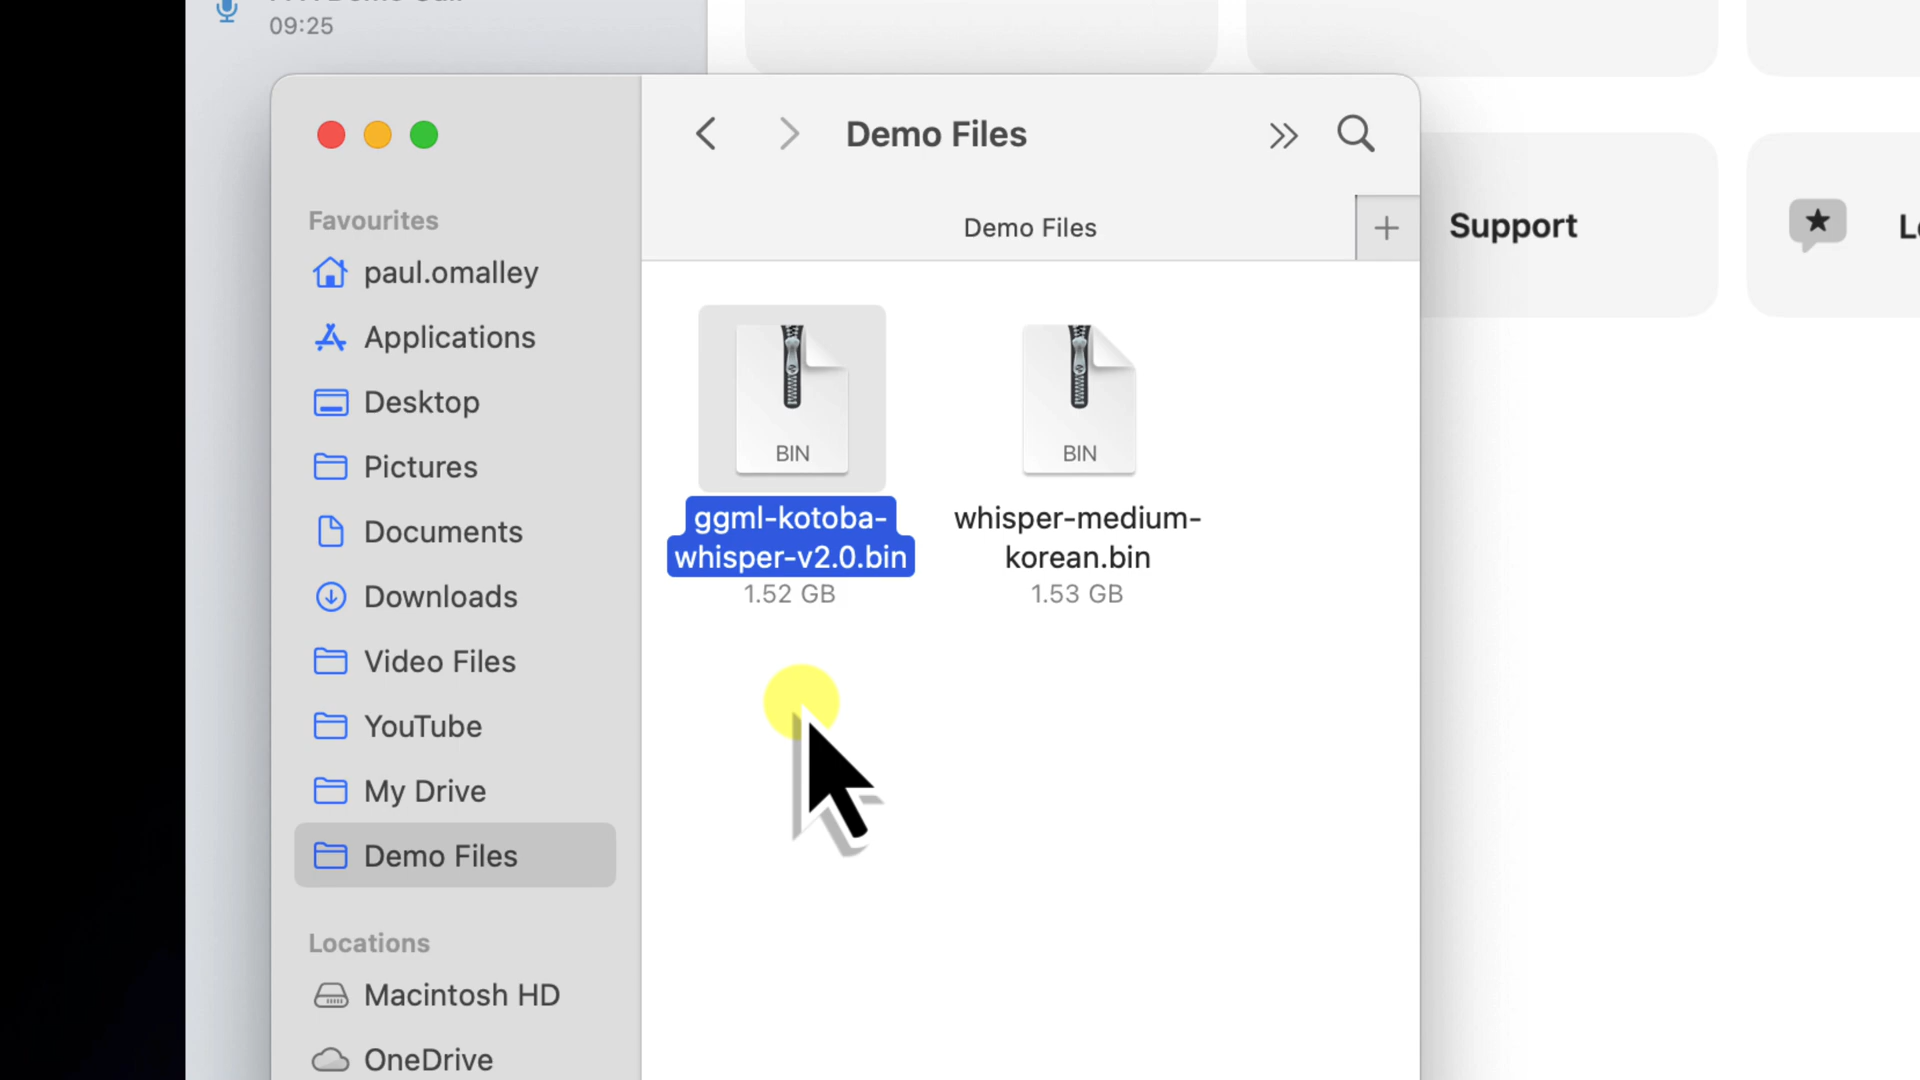 09:25
Demo Files
Demo Files
Favourites
paul.omalley
Applications
Desktop
Pictures
Documents
Downloads
Video Files
YouTube
My Drive
Demo Files
Locations
Macintosh HD
OneDrive
BIN
ggml-kotoba-
whisper-v2.0.bin
1.52 GB
BIN
whisper-medium-
korean.bin
1.53 GB
Support